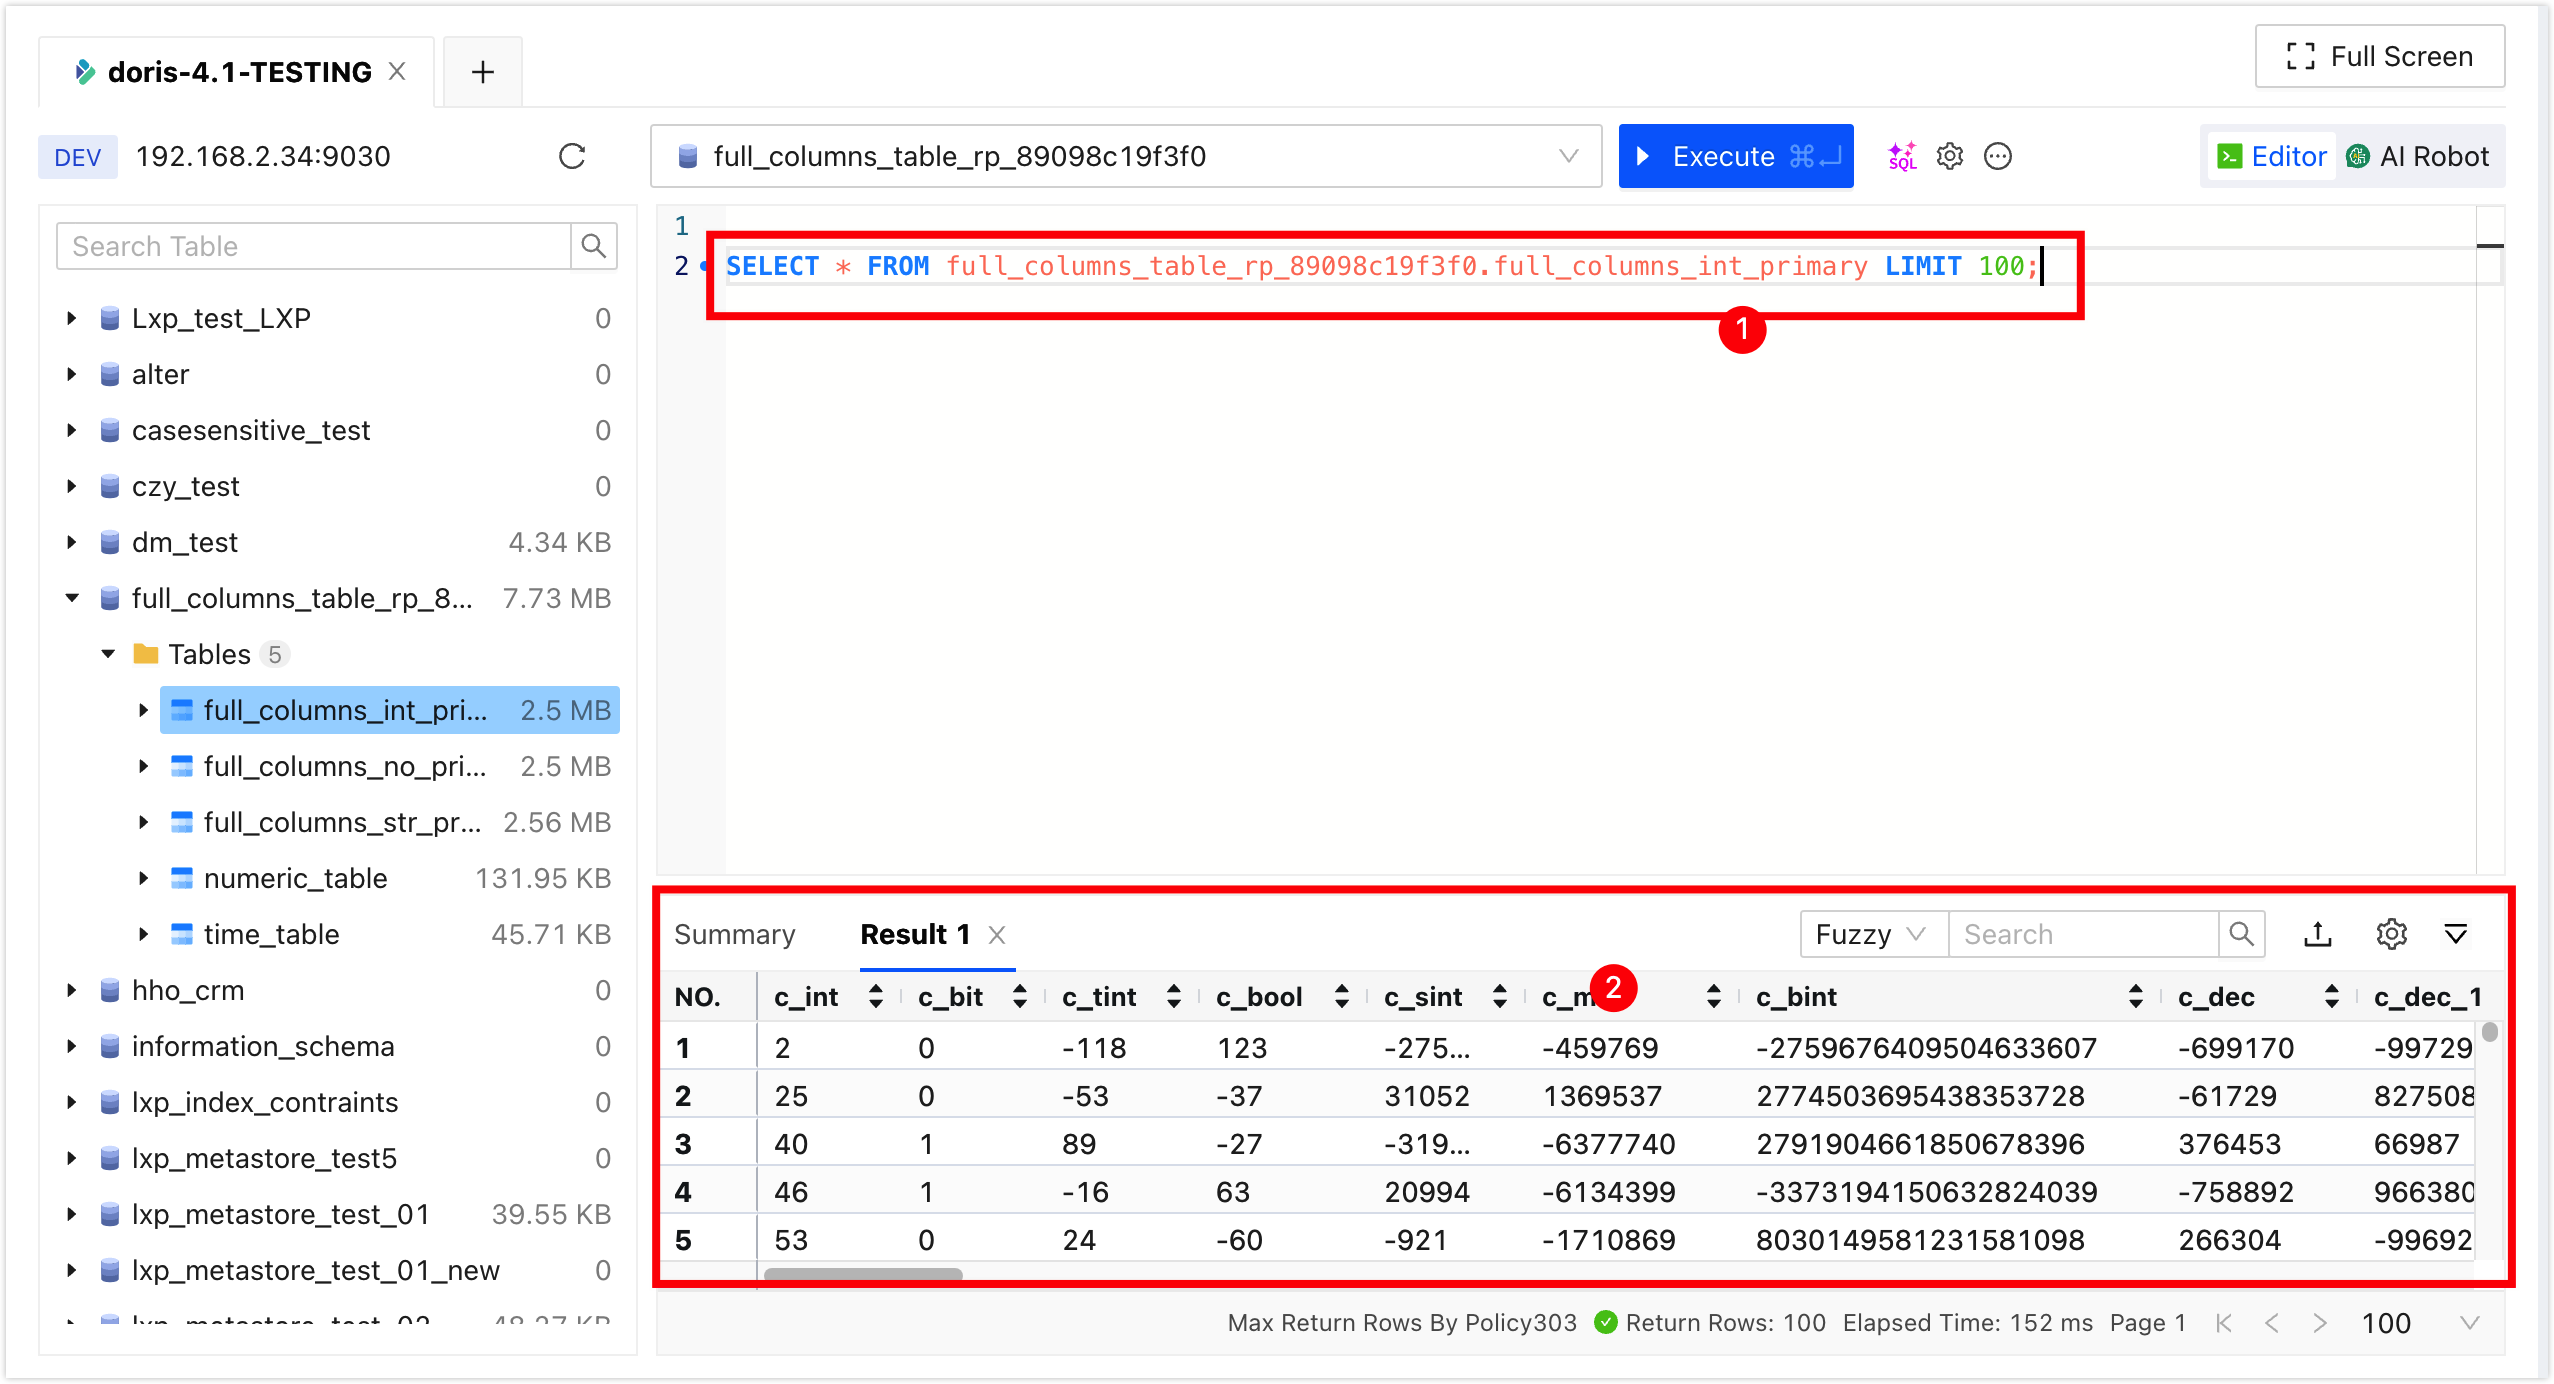 doris-4.1-TESTING
Full Screen
DEV 192.168.2.34:9030
full_columns_table_rp_89098c19f3f0
Execute ⌘
SQL
Editor
AI Robot
Search Table
Lxp_test_LXP 0
alter 0
casesensitive_test 0
czy_test 0
dm_test 4.34 KB
full_columns_table_rp_8... 7.73 MB
Tables 5
full_columns_int_pri... 2.5 MB
full_columns_no_pri... 2.5 MB
full_columns_str_pr... 2.56 MB
numeric_table 131.95 KB
time_table 45.71 KB
hho_crm 0
information_schema 0
lxp_index_contraints 0
lxp_metastore_test5 0
lxp_metastore_test_01 39.55 KB
lxp_metastore_test_01_new 0
1
2 SELECT * FROM full_columns_table_rp_89098c19f3f0.full_columns_int_primary LIMIT 100;
1
Summary Result 1
Fuzzy Search
2
NO. c_int c_bit c_tint c_bool c_sint c_m c_bint c_dec c_dec_1
1 2 0 -118 123 -275... -459769 -2759676409504633607 -699170 -99729
2 25 0 -53 -37 31052 1369537 2774503695438353728 -61729 827508
3 40 1 89 -27 -319... -6377740 2791904661850678396 376453 66987
4 46 1 -16 63 20994 -6134399 -3373194150632824039 -758892 966380
5 53 0 24 -60 -921 -1710869 8030149581231581098 266304 -99692
Max Return Rows By Policy303 Return Rows: 100 Elapsed Time: 152 ms Page 1 100